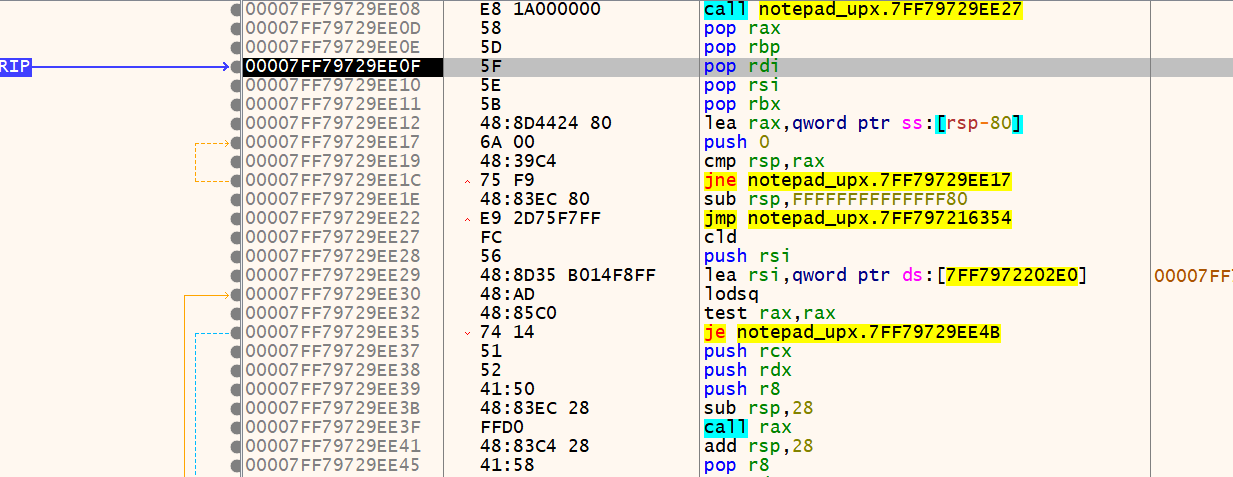 00007FF79729EE08 E8 1A000000 call notepad_upx.7FF79729EE27
00007FF79729EE0D 58 pop rax
00007FF79729EE0E 5D pop rbp
RIP 00007FF79729EE0F 5F pop rdi
00007FF79729EE10 5E pop rsi
00007FF79729EE11 5B pop rbx
00007FF79729EE12 48:8D4424 80 lea rax,qword ptr ss:[rsp-80]
00007FF79729EE17 6A 00 push 0
00007FF79729EE19 48:39C4 cmp rsp,rax
00007FF79729EE1C 75 F9 jne notepad_upx.7FF79729EE17
00007FF79729EE1E 48:83EC 80 sub rsp,FFFFFFFFFFFFFF80
00007FF79729EE22 E9 2D75F7FF jmp notepad_upx.7FF797216354
00007FF79729EE27 FC cld
00007FF79729EE28 56 push rsi
00007FF79729EE29 48:8D35 B014F8FF lea rsi,qword ptr ds:[7FF7972202E0] 00007FF7
00007FF79729EE30 48:AD lodsq
00007FF79729EE32 48:85C0 test rax,rax
00007FF79729EE35 74 14 je notepad_upx.7FF79729EE4B
00007FF79729EE37 51 push rcx
00007FF79729EE38 52 push rdx
00007FF79729EE39 41:50 push r8
00007FF79729EE3B 48:83EC 28 sub rsp,28
00007FF79729EE3F FFD0 call rax
00007FF79729EE41 48:83C4 28 add rsp,28
00007FF79729EE45 41:58 pop r8